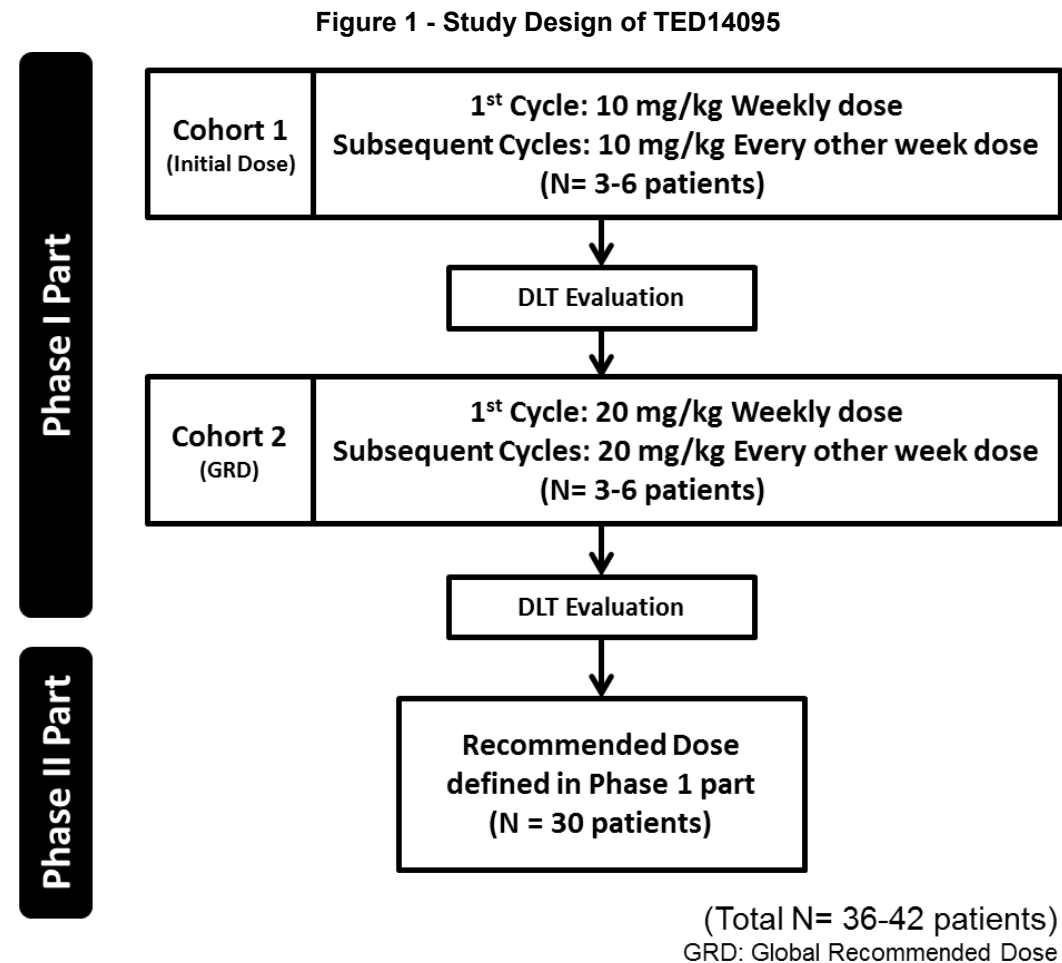 Figure 1 - Study Design of TED14095
Phase I Part
Cohort 1
(Initial Dose)
1st Cycle: 10 mg/kg Weekly dose
Subsequent Cycles: 10 mg/kg Every other week dose
(N= 3-6 patients)
DLT Evaluation
Cohort 2
(GRD)
1st Cycle: 20 mg/kg Weekly dose
Subsequent Cycles: 20 mg/kg Every other week dose
(N= 3-6 patients)
DLT Evaluation
Phase II Part
Recommended Dose
defined in Phase 1 part
(N = 30 patients)
(Total N= 36-42 patients)
GRD: Global Recommended Dose